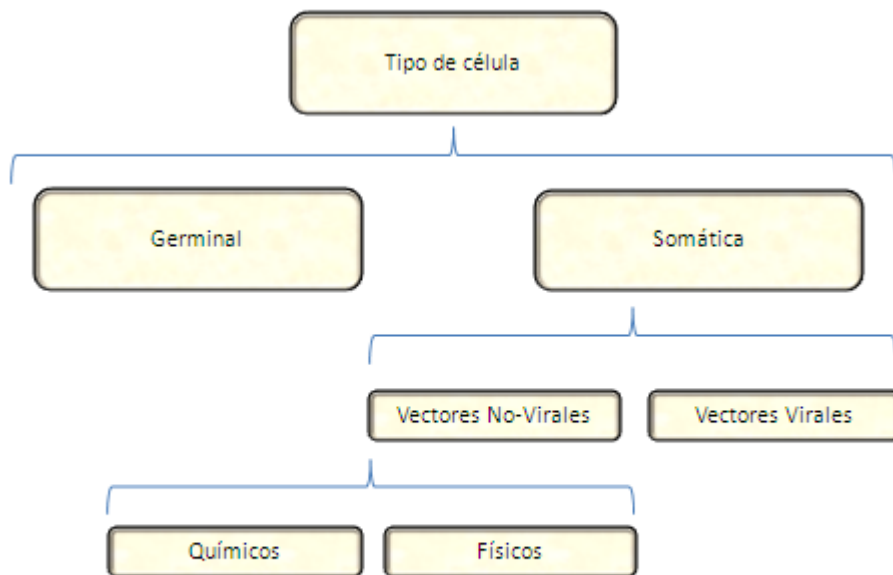 Tipo de célula
Germinal
Somática
Vectores No-Virales
Vectores Virales
Químicos
Físicos